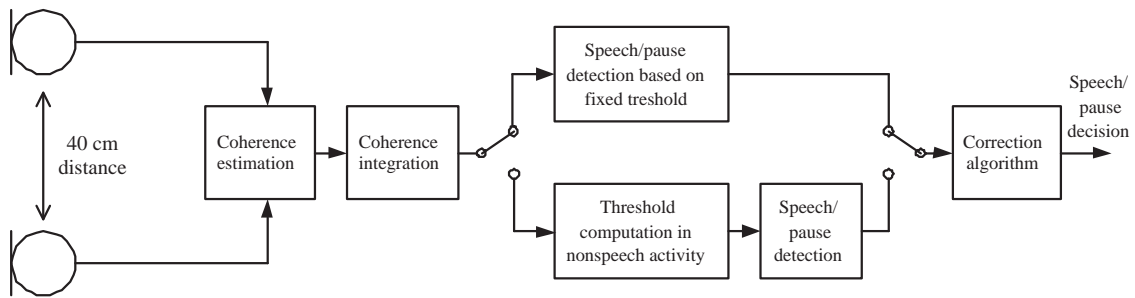 40 cm
distance
Coherence
estimation
Coherence
integration
Speech/pause
detection based on
fixed treshold
Threshold
computation in
nonspeech activity
Speech/
pause
detection
Correction
algorithm
Speech/
pause
decision